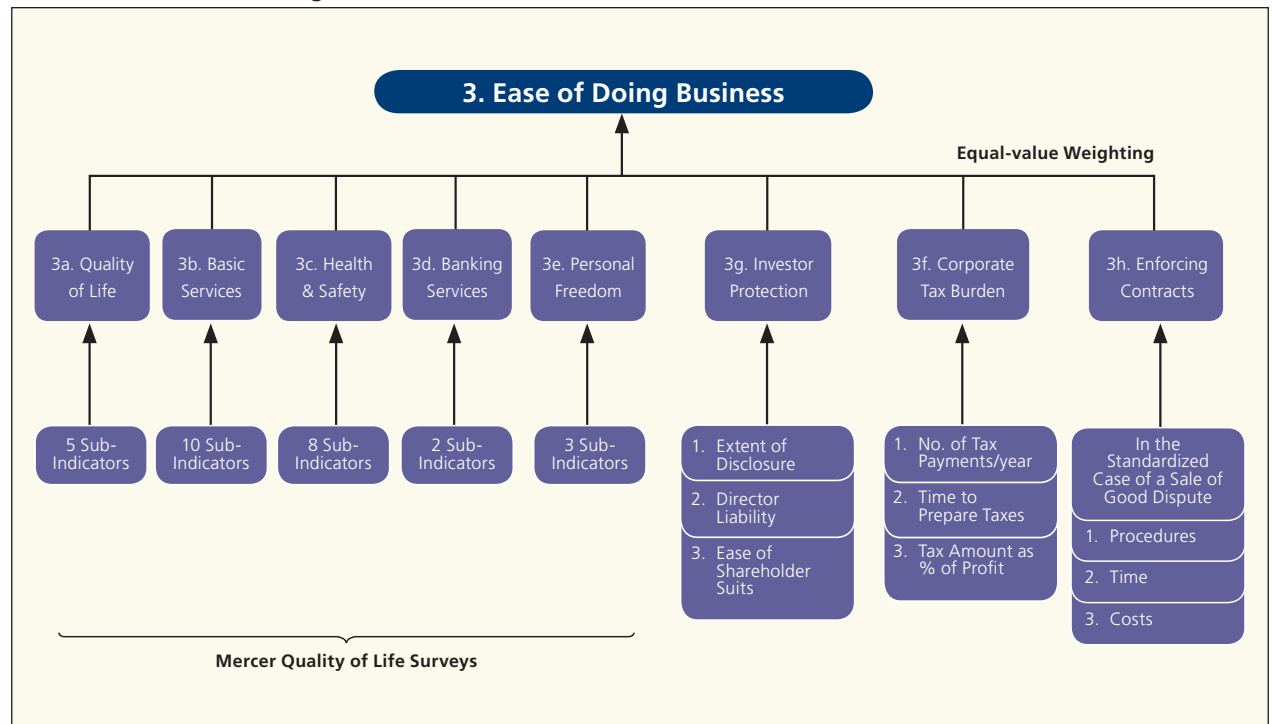 3. Ease of Doing Business
Equal-value Weighting
3a. Quality
of Life
3b. Basic
Services
3c. Health
& Safety
3d. Banking
Services
3e. Personal
Freedom
3g. Investor
Protection
3f. Corporate
Tax Burden
3h. Enforcing
Contracts
5 Sub-
Indicators
10 Sub-
Indicators
8 Sub-
Indicators
2 Sub-
Indicators
3 Sub-
Indicators
1. Extent of
Disclosure
2. Director
Liability
3. Ease of
Shareholder
Suits
1. No. of Tax
Payments/year
2. Time to
Prepare Taxes
3. Tax Amount as
% of Profit
In the
Standardized
Case of a Sale of
Good Dispute
1. Procedures
2. Time
3. Costs
Mercer Quality of Life Surveys